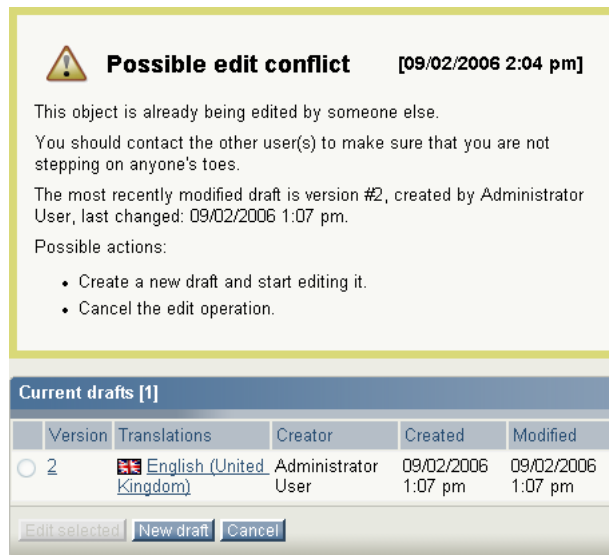 Possible edit conflict [09/02/2006 2:04 pm]
This object is already being edited by someone else.
You should contact the other user(s) to make sure that you are not
stepping on anyone's toes.
The most recently modified draft is version #2, created by Administrator
User, last changed: 09/02/2006 1:07 pm.
Possible actions:
• Create a new draft and start editing it.
• Cancel the edit operation.
Current drafts [1]
Version Translations Creator Created Modified
2 English (United Administrator 09/02/2006 09/02/2006
Kingdom) User 1:07 pm 1:07 pm
Edit selected New draft Cancel